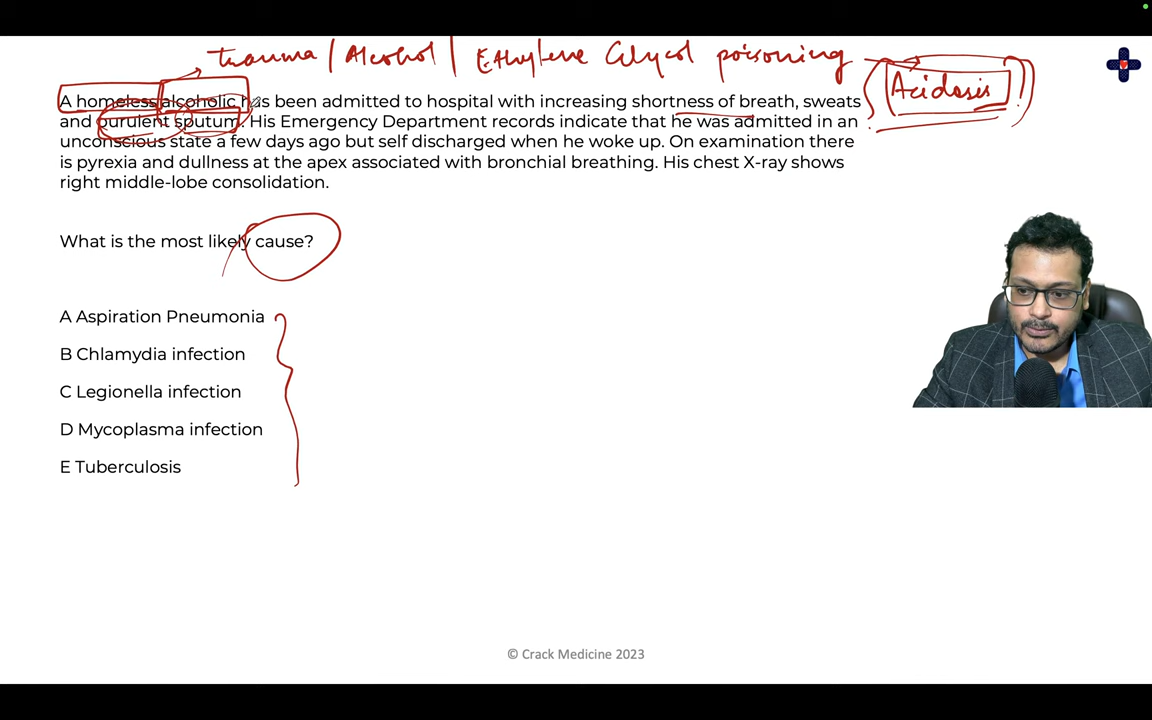 trauma / Alcohol / Ethylene Glycol poisoning
Acidosis
A homeless alcoholic has been admitted to hospital with increasing shortness of breath, sweats
and purulent sputum. His Emergency Department records indicate that he was admitted in an
unconscious state a few days ago but self discharged when he woke up. On examination there
is pyrexia and dullness at the apex associated with bronchial breathing. His chest X-ray shows
right middle-lobe consolidation.
What is the most likely cause?
A Aspiration Pneumonia
B Chlamydia infection
C Legionella infection
D Mycoplasma infection
E Tuberculosis
© Crack Medicine 2023